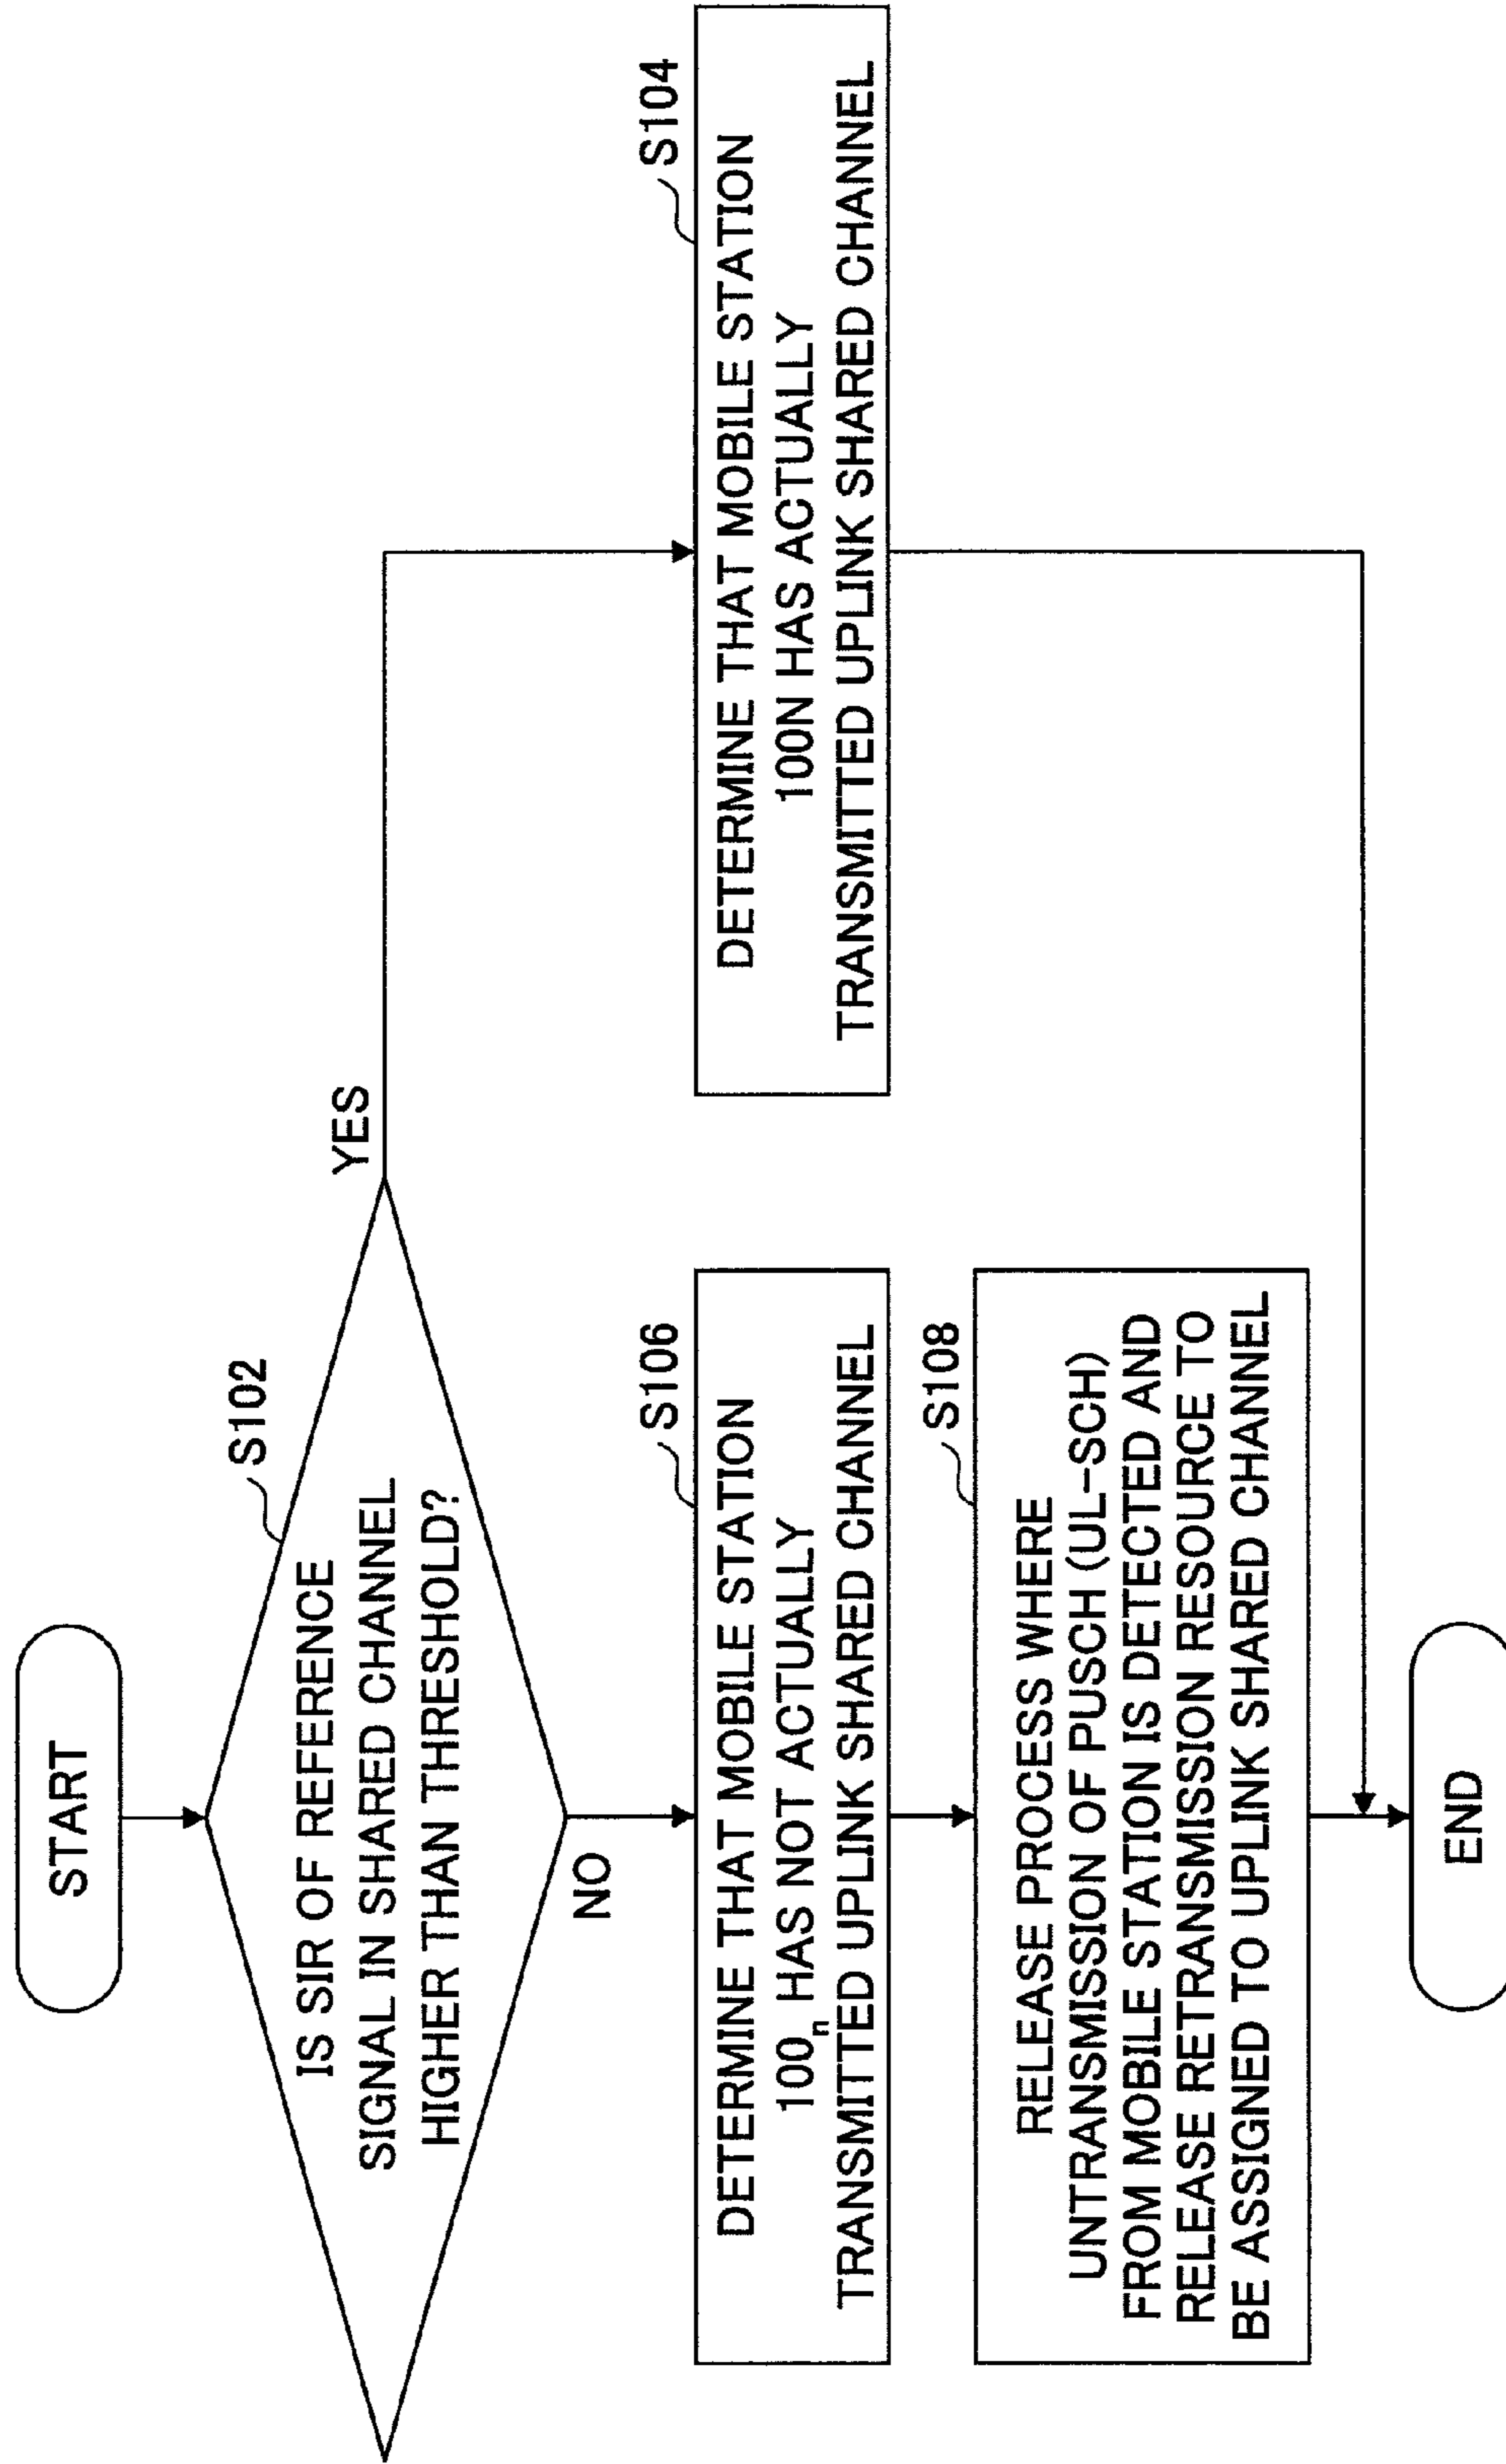 START
S102
IS SIR OF REFERENCE
SIGNAL IN SHARED CHANNEL
HIGHER THAN THRESHOLD?
YES
NO
S106
DETERMINE THAT MOBILE STATION
100n HAS NOT ACTUALLY
TRANSMITTED UPLINK SHARED CHANNEL
S104
DETERMINE THAT MOBILE STATION
100N HAS ACTUALLY
TRANSMITTED UPLINK SHARED CHANNEL
S108
RELEASE PROCESS WHERE
UNTRANSMISSION OF PUSCH (UL-SCH)
FROM MOBILE STATION IS DETECTED AND
RELEASE RETRANSMISSION RESOURCE TO
BE ASSIGNED TO UPLINK SHARED CHANNEL
END